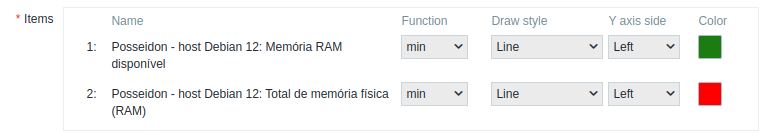 * Items Name Function Draw style Y axis side Color
1: Posseidon - host Debian 12: Memória RAM disponível min Line Left
2: Posseidon - host Debian 12: Total de memória física (RAM) min Line Left